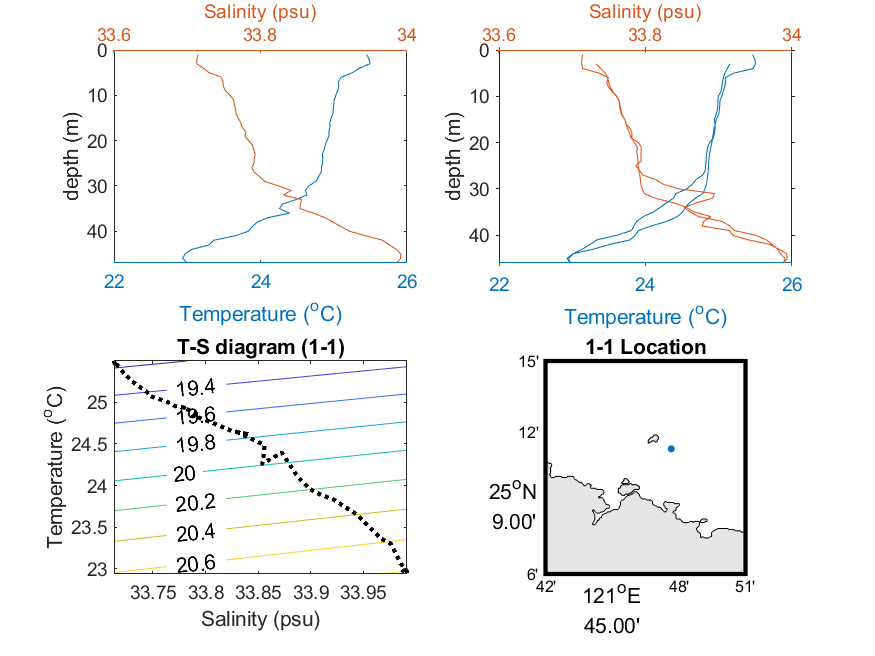 Salinity (psu)
33.6 33.8 34
0
10
20
30
40
depth (m)
22 24 26
Temperature (°C)
Salinity (psu)
33.6 33.8 34
0
10
20
30
40
depth (m)
22 24 26
Temperature (°C)
T-S diagram (1-1)
25
24.5
24
23.5
23
Temperature (°C)
19.4
19.6
19.8
20
20.2
20.4
20.6
33.75 33.8 33.85 33.9 33.95
Salinity (psu)
1-1 Location
15'
12'
25°N
9.00'
6'
42' 48' 51'
121°E
45.00'